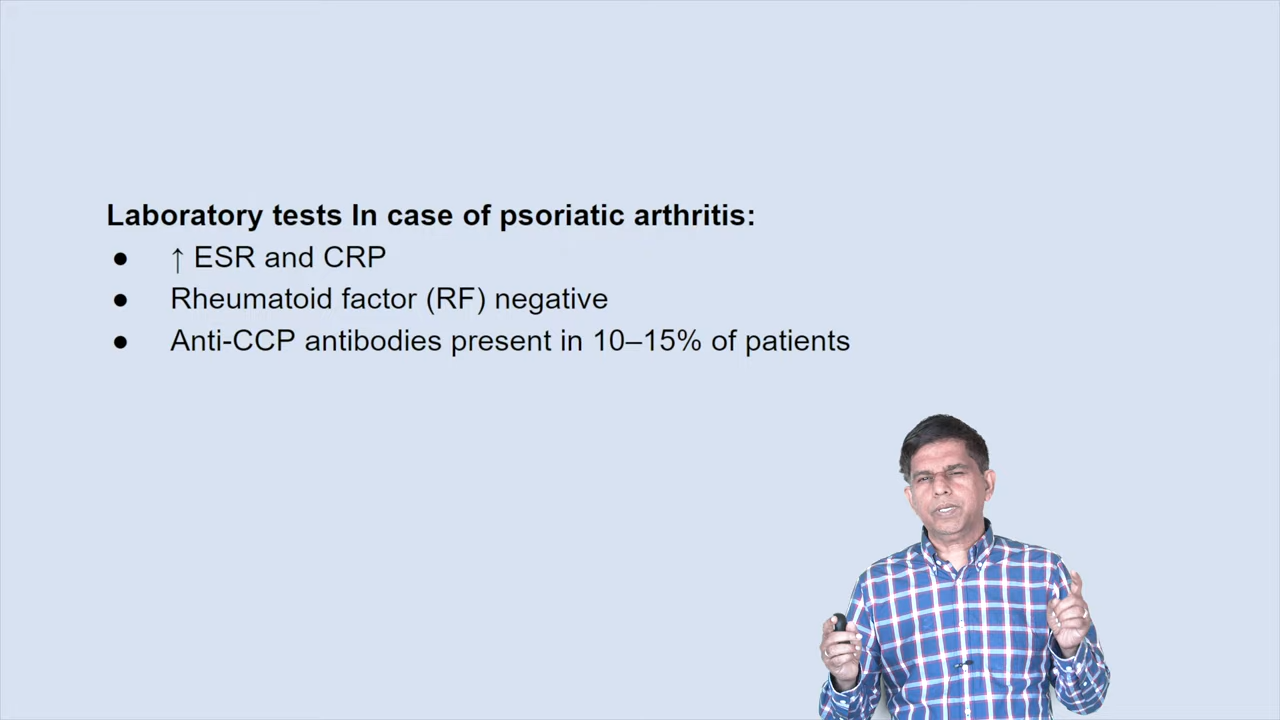 Laboratory tests In case of psoriatic arthritis:
● ↑ ESR and CRP
● Rheumatoid factor (RF) negative
● Anti-CCP antibodies present in 10–15% of patients